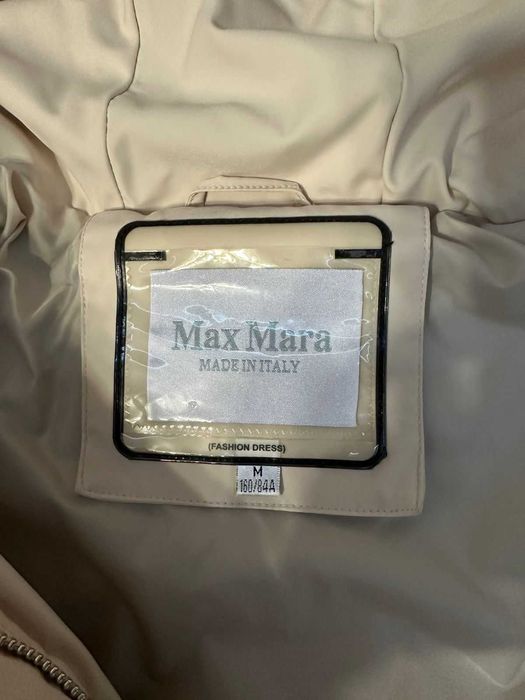 Max Mara
MADE IN ITALY
(FASHION DRESS)
M
160/84A